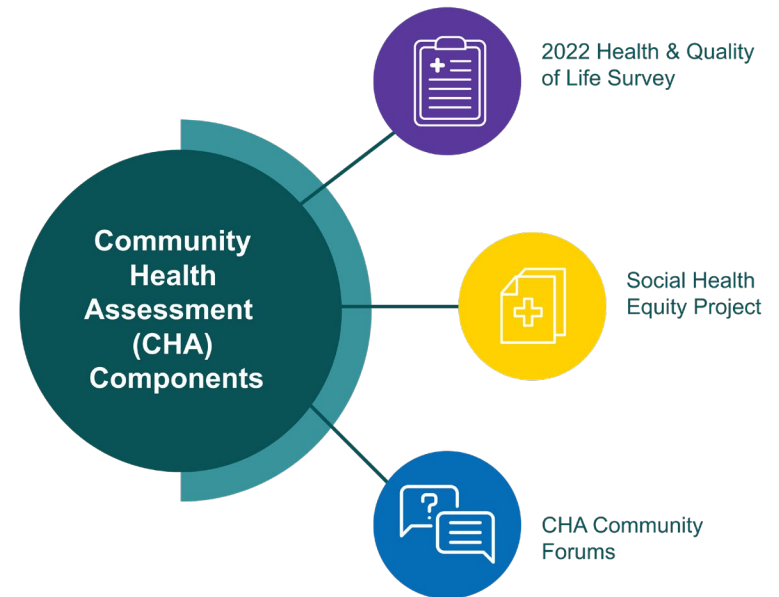 Community
Health
Assessment
(CHA)
Components
2022 Health & Quality
of Life Survey
Social Health
Equity Project
?
CHA Community
Forums